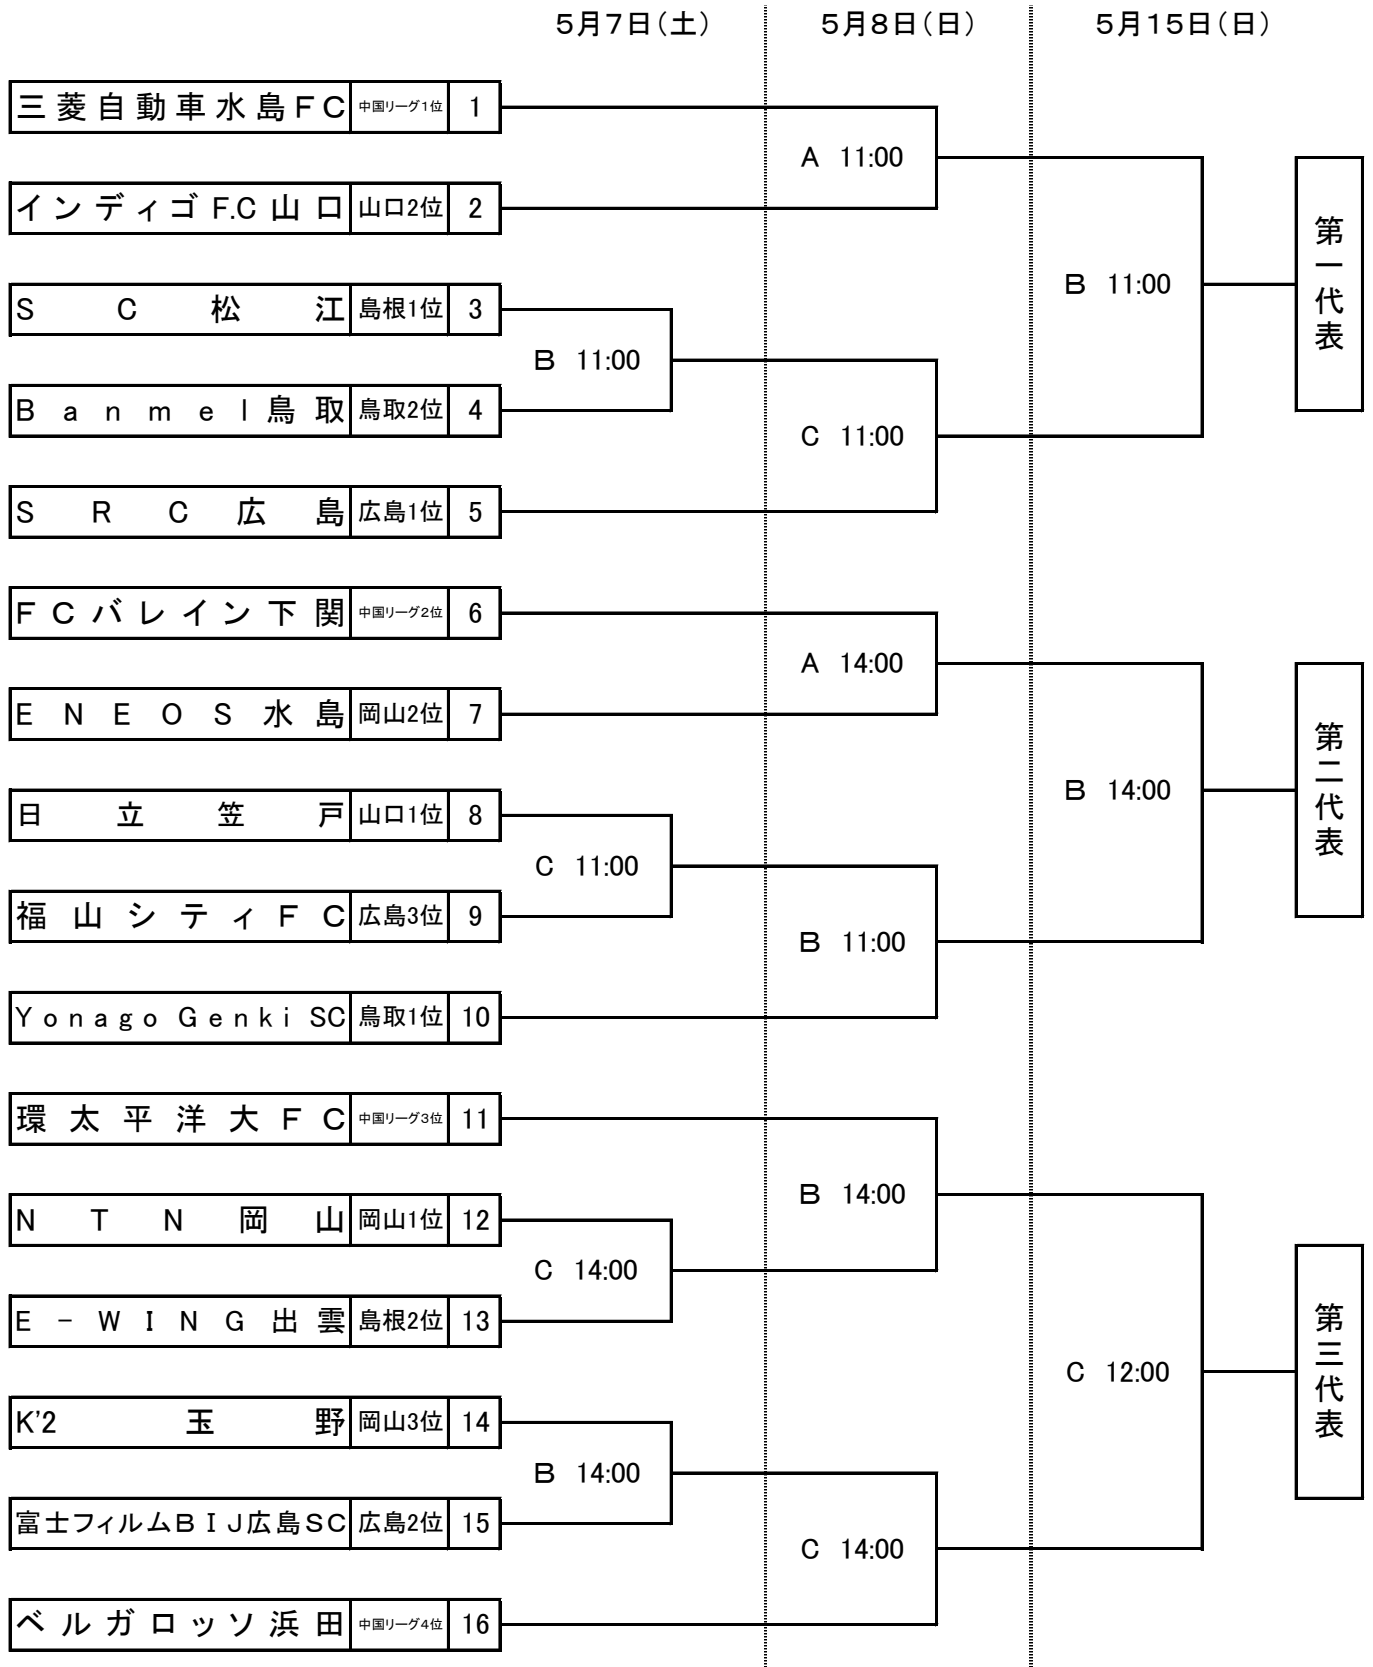 5月7日(土) 5月8日(日) 5月15日(日)
三菱自動車水島FC 中国リーグ1位 1
A 11:00
インディゴF.C山口 山口2位 2
第一代表
B 11:00
SC松江 島根1位 3
B 11:00
Banmel鳥取 鳥取2位 4
C 11:00
SRC広島 広島1位 5
FCバレイン下関 中国リーグ2位 6
A 14:00
ENEOS水島 岡山2位 7
第二代表
B 14:00
日立笠戸 山口1位 8
C 11:00
福山シティFC 広島3位 9
B 11:00
Yonago Genki SC 鳥取1位 10
環太平洋大FC 中国リーグ3位 11
B 14:00
NTN岡山 岡山1位 12
C 14:00
E-WING出雲 島根2位 13
第三代表
C 12:00
K'2玉野 岡山3位 14
B 14:00
富士フィルムBIJ広島SC 広島2位 15
C 14:00
ベルガロッソ浜田 中国リーグ4位 16